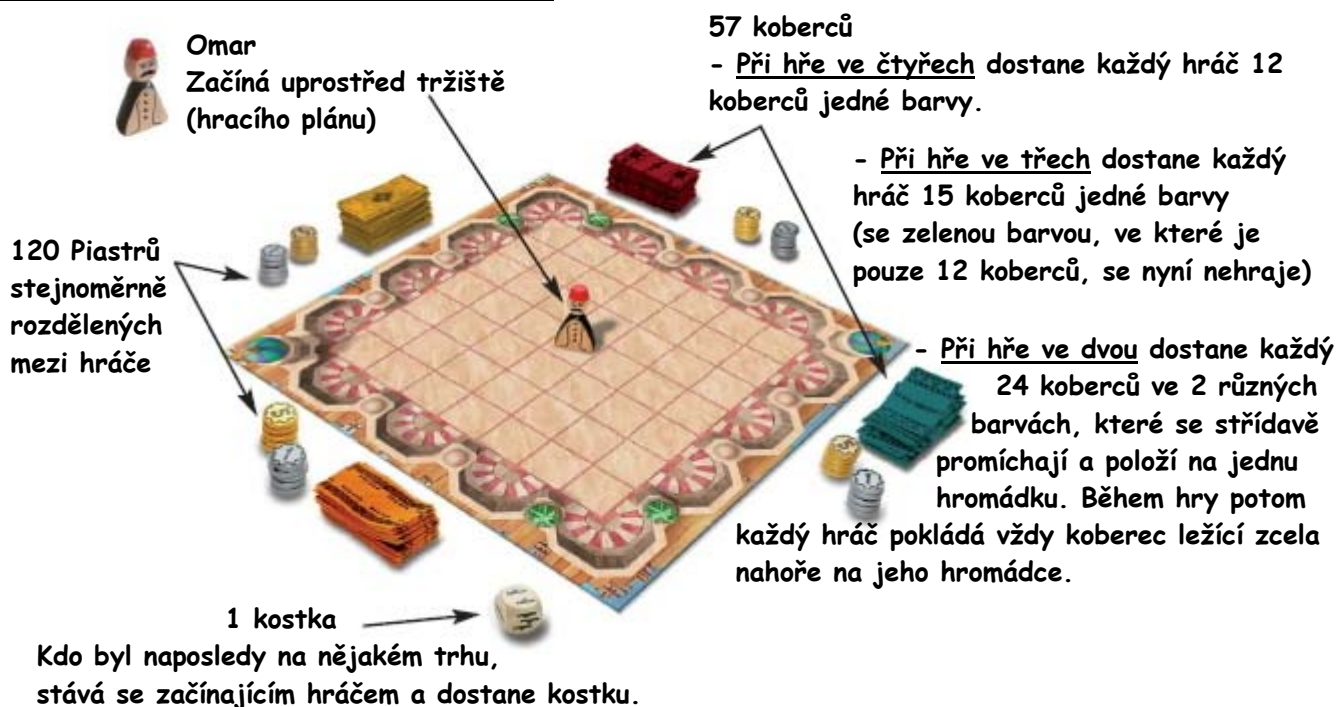 Omar
Začíná uprostřed tržiště
(hracího plánu)
57 koberců
- Při hře ve čtyřech dostane každý hráč 12
koberců jedné barvy.
- Při hře ve třech dostane každý
hráč 15 koberců jedné barvy
(se zelenou barvou, ve které je
pouze 12 koberců, se nyní nehraje)
120 Piastrů
stejnoměrně
rozdělených
mezi hráče
- Při hře ve dvou dostane každý
24 koberců ve 2 různých
barvách, které se střídavě
promíchají a položí na jednu
hromádku. Během hry potom
každý hráč pokládá vždy koberec ležící zcela
nahoře na jeho hromádce.
1 kostka
Kdo byl naposledy na nějakém trhu,
stává se začínajícím hráčem a dostane kostku.